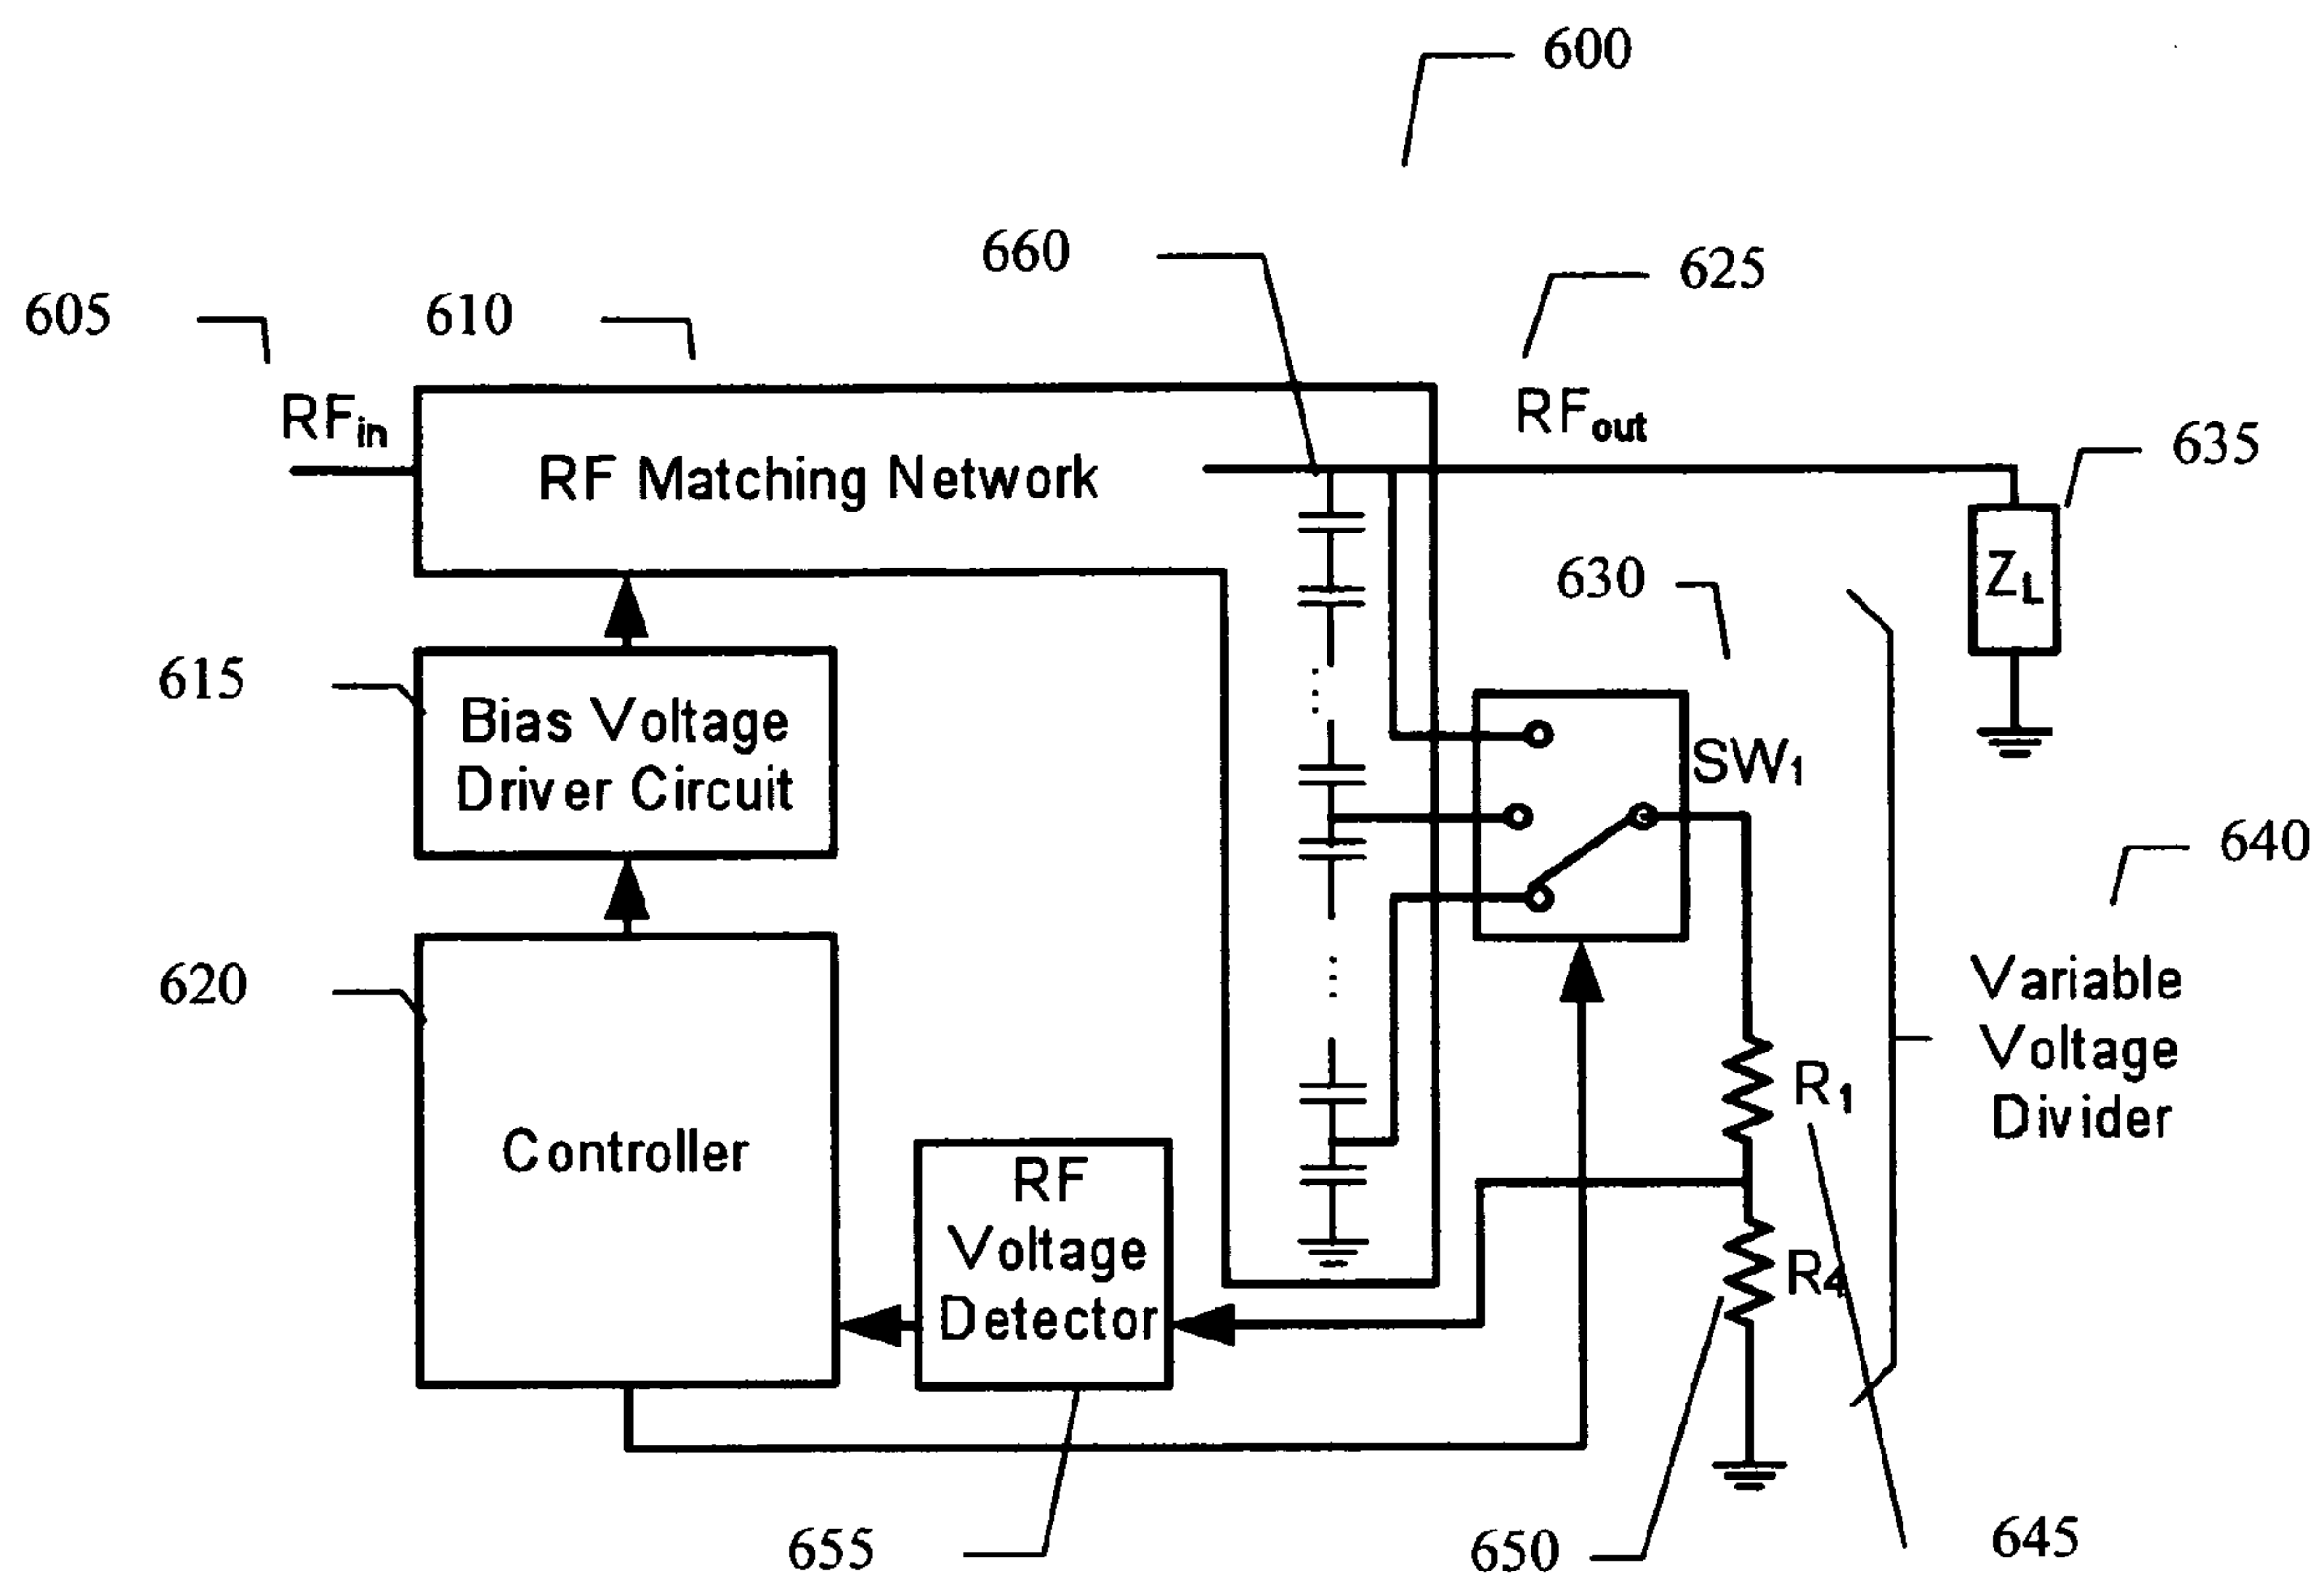 600
660
625
605
610
RFin
RFout
635
RF Matching Network
ZL
630
615
Bias Voltage
Driver Circuit
SW1
640
620
Variable
Voltage
Divider
R1
Controller
RF
Voltage
Detector
R4
655
650
645